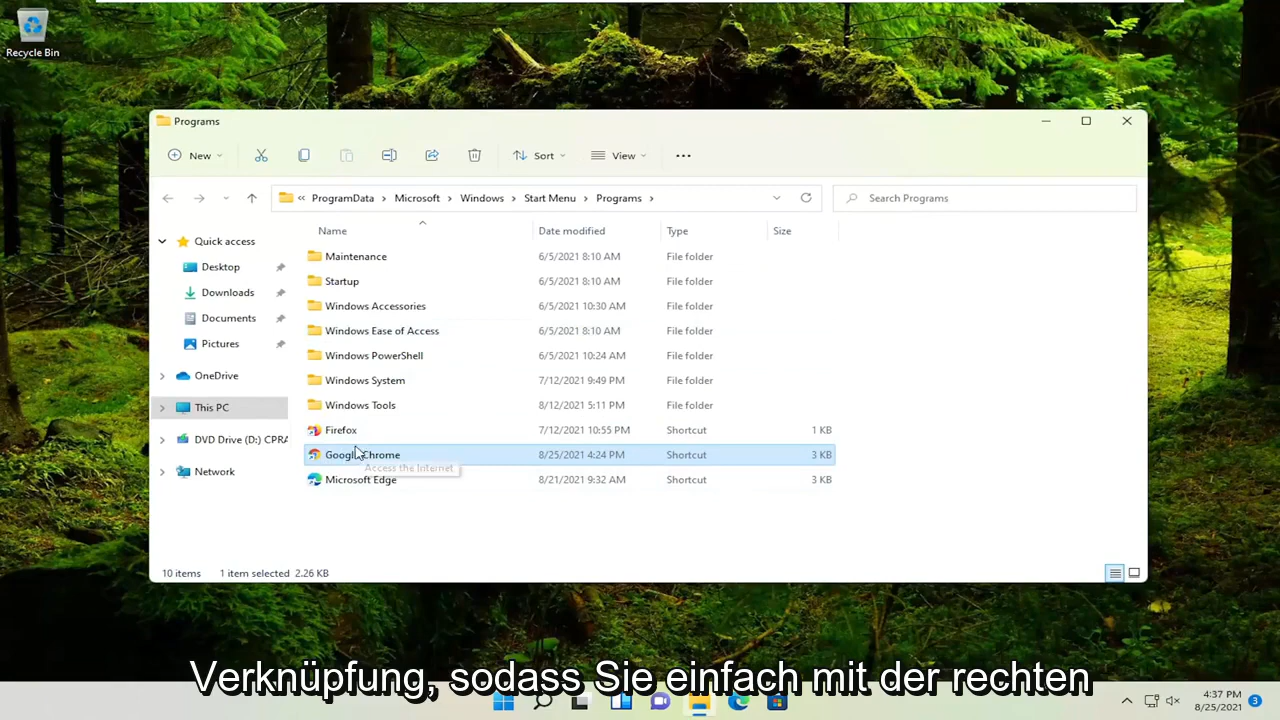 Recycle Bin
Programs
New
Sort
View
« ProgramData > Microsoft > Windows > Start Menu > Programs >
Search Programs
Name Date modified Type Size
Quick access
Desktop
Downloads
Documents
Pictures
OneDrive
This PC
DVD Drive (D:) CPRA
Network
Maintenance 6/5/2021 8:10 AM File folder
Startup 6/5/2021 8:10 AM File folder
Windows Accessories 6/5/2021 10:30 AM File folder
Windows Ease of Access 6/5/2021 8:10 AM File folder
Windows PowerShell 6/5/2021 10:24 AM File folder
Windows System 7/12/2021 9:49 PM File folder
Windows Tools 8/12/2021 5:11 PM File folder
Firefox 7/12/2021 10:55 PM Shortcut 1 KB
Google Chrome 8/25/2021 4:24 PM Shortcut 3 KB
Access the Internet
Microsoft Edge 8/21/2021 9:32 AM Shortcut 3 KB
10 items 1 item selected 2.26 KB
Verknüpfung, sodass Sie einfach mit der rechten
4:37 PM
8/25/2021
3